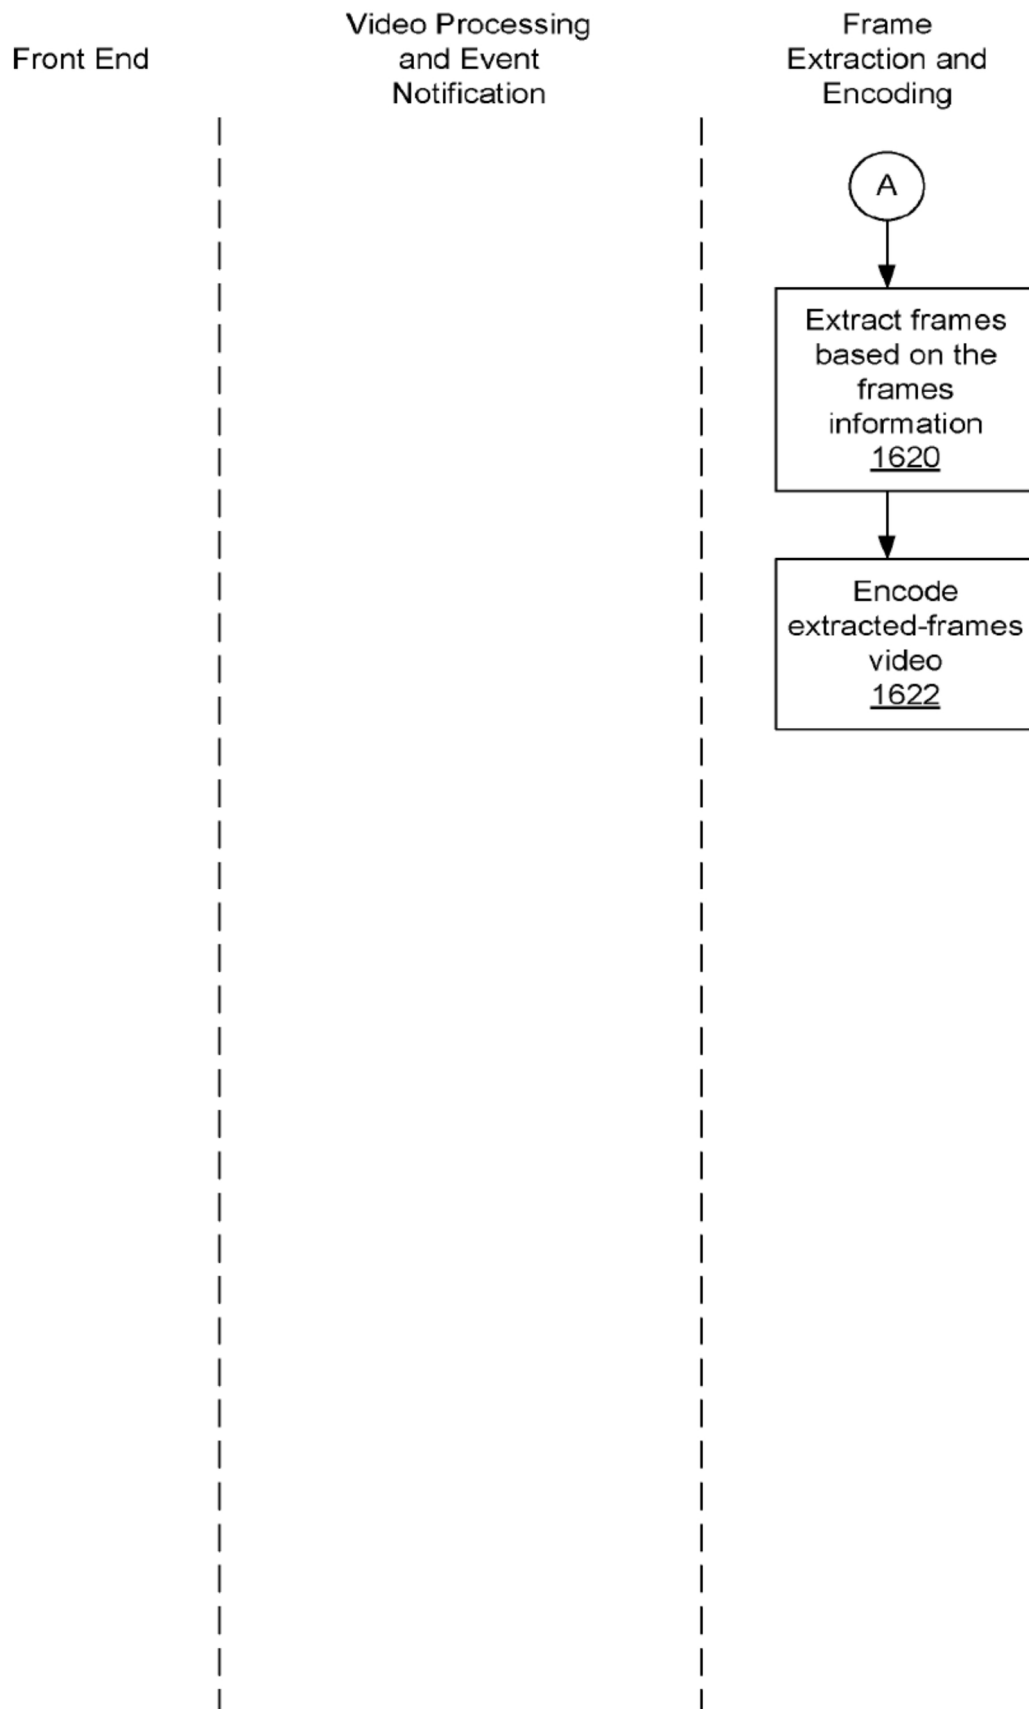 Front End
Video Processing
and Event
Notification
Frame
Extraction and
Encoding
A
Extract frames
based on the
frames
information
1620
Encode
extracted-frames
video
1622